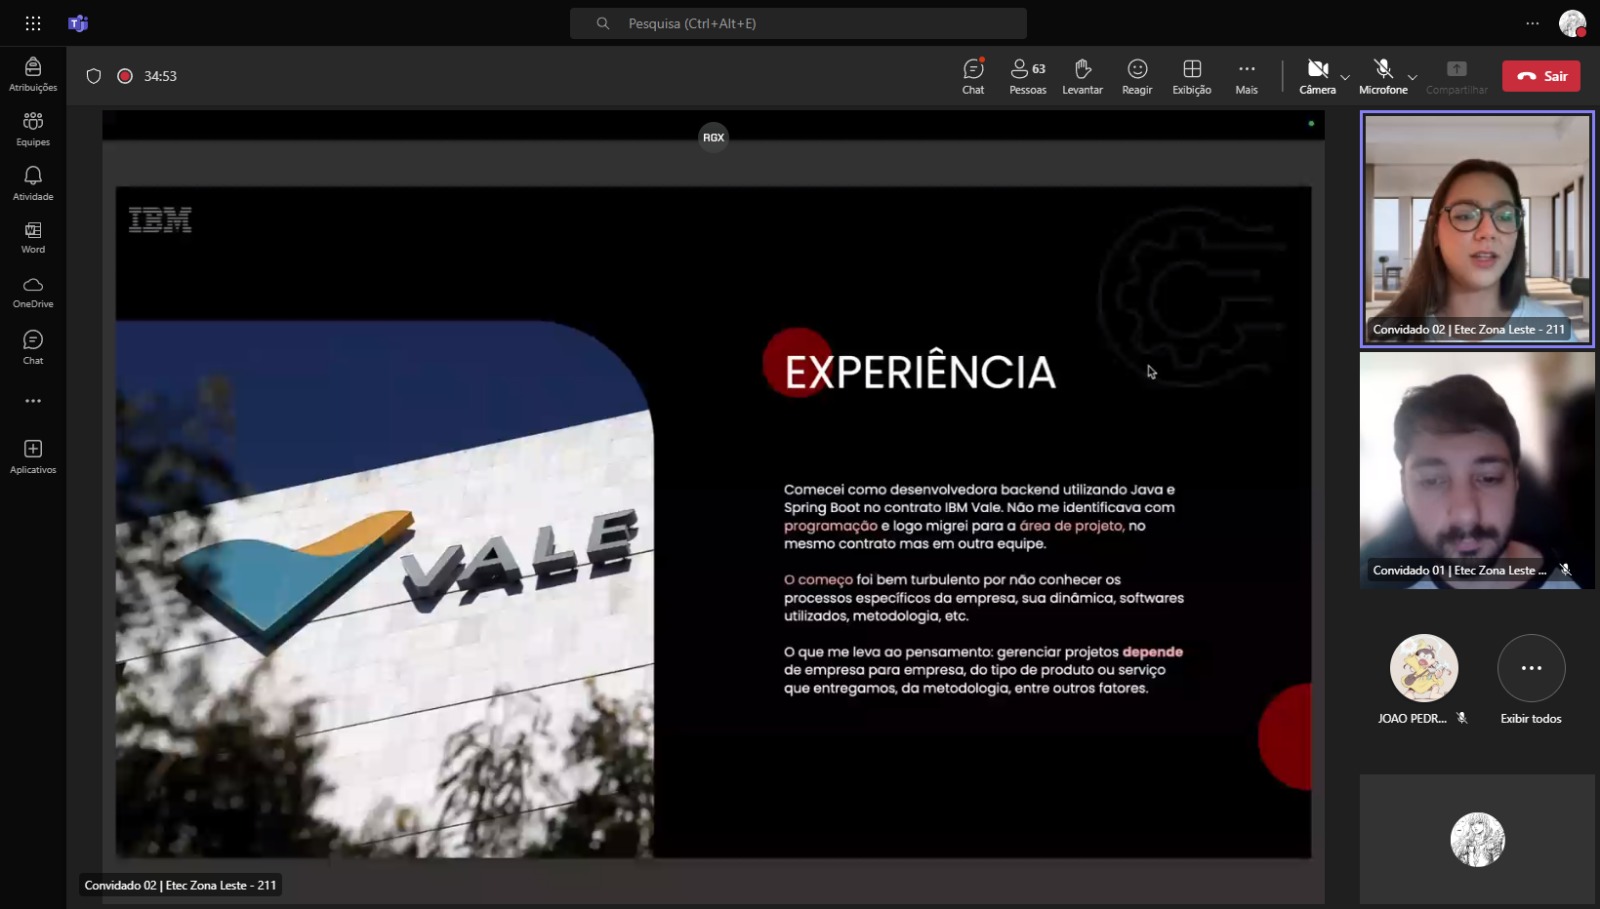 Pesquisa (Ctrl+Alt+E)
Atribuições
Equipes
Atividade
Word
OneDrive
Chat
Aplicativos
34:53
Chat
63
Pessoas
Levantar
Reagir
Exibição
Mais
Câmera
Microfone
Compartilhar
Sair
RGX
IBM
VALE
EXPERIÊNCIA
Comecei como desenvolvedora backend utilizando Java e
Spring Boot no contrato IBM Vale. Não me identificava com
programação e logo migrei para a área de projeto, no
mesmo contrato mas em outra equipe.
O começo foi bem turbulento por não conhecer os
processos específicos da empresa, sua dinâmica, softwares
utilizados, metodologia, etc.
O que me leva ao pensamento: gerenciar projetos depende
de empresa para empresa, do tipo de produto ou serviço
que entregamos, da metodologia, entre outros fatores.
Convidado 02 | Etec Zona Leste - 211
Convidado 02 | Etec Zona Leste - 211
Convidado 01 | Etec Zona Leste ...
JOAO PEDR...
Exibir todos